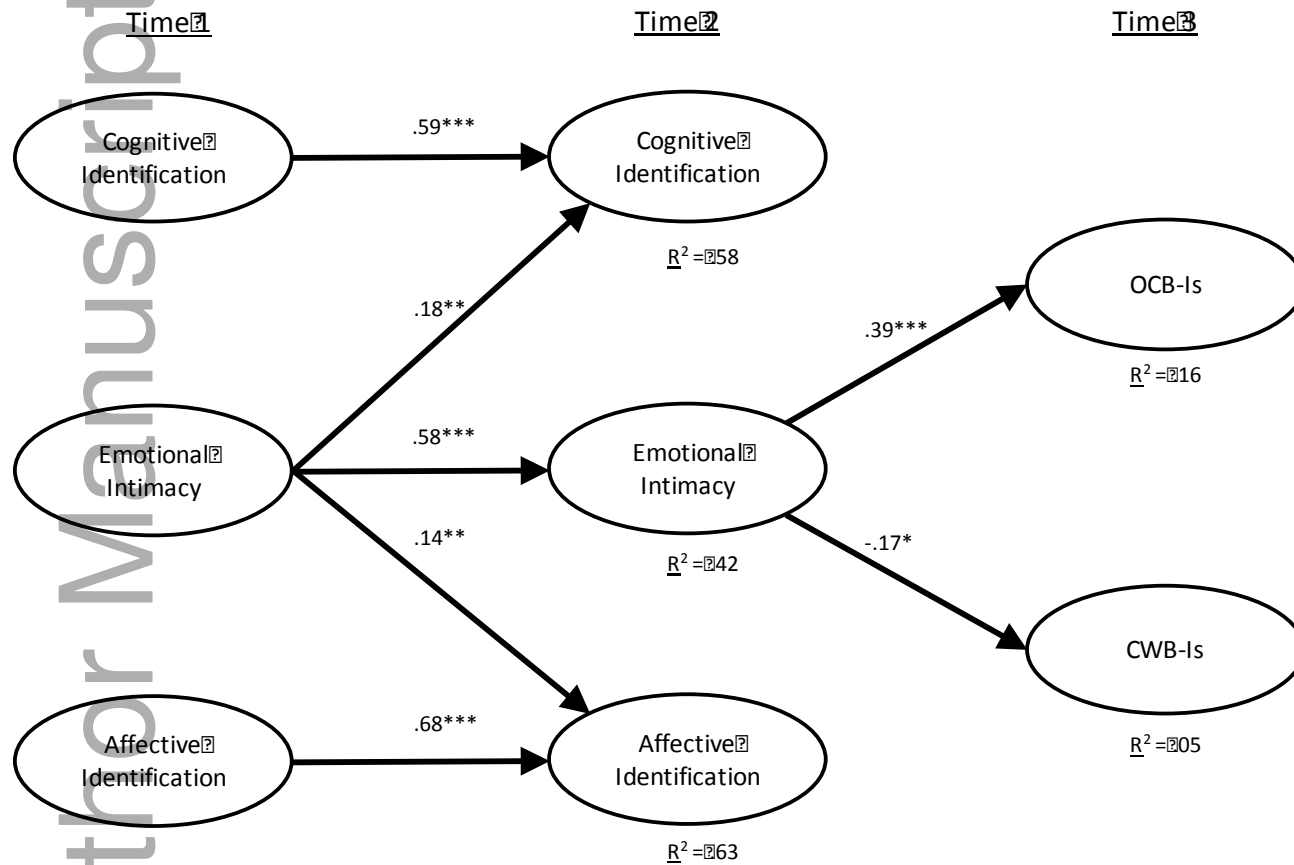 Time 1
Time 2
Time 3
Cognitive
Identification
.59***
Cognitive
Identification
R² = 58
.18**
OCB-Is
R² = 16
.39***
Emotional
Intimacy
.58***
Emotional
Intimacy
R² = 42
.14**
-.17*
CWB-Is
R² = 05
Affective
Identification
.68***
Affective
Identification
R² = 63
thor Manuscript